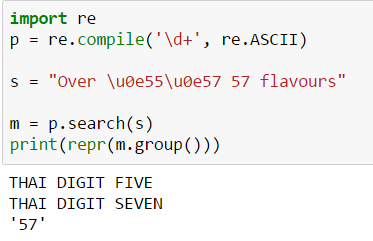 import re
p = re.compile('\d+', re.ASCII)
s = "Over \u0e55\u0e57 57 flavours"
m = p.search(s)
print(repr(m.group()))
THAI DIGIT FIVE
THAI DIGIT SEVEN
'57'